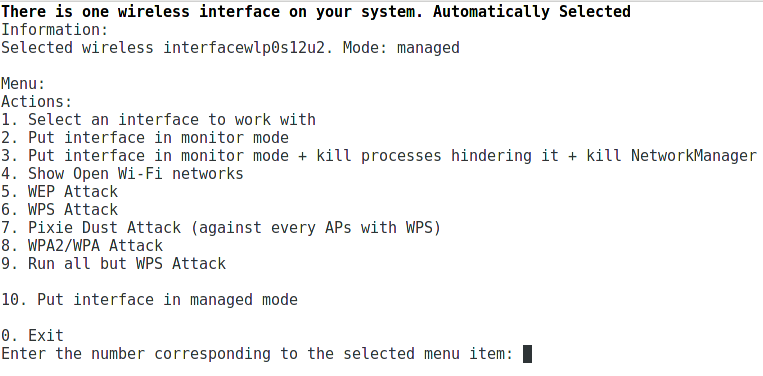 There is one wireless interface on your system. Automatically Selected
Information:
Selected wireless interfacewlp0s12u2. Mode: managed
Menu:
Actions:
1. Select an interface to work with
2. Put interface in monitor mode
3. Put interface in monitor mode + kill processes hindering it + kill NetworkManager
4. Show Open Wi-Fi networks
5. WEP Attack
6. WPS Attack
7. Pixie Dust Attack (against every APs with WPS)
8. WPA2/WPA Attack
9. Run all but WPS Attack
10. Put interface in managed mode
0. Exit
Enter the number corresponding to the selected menu item: